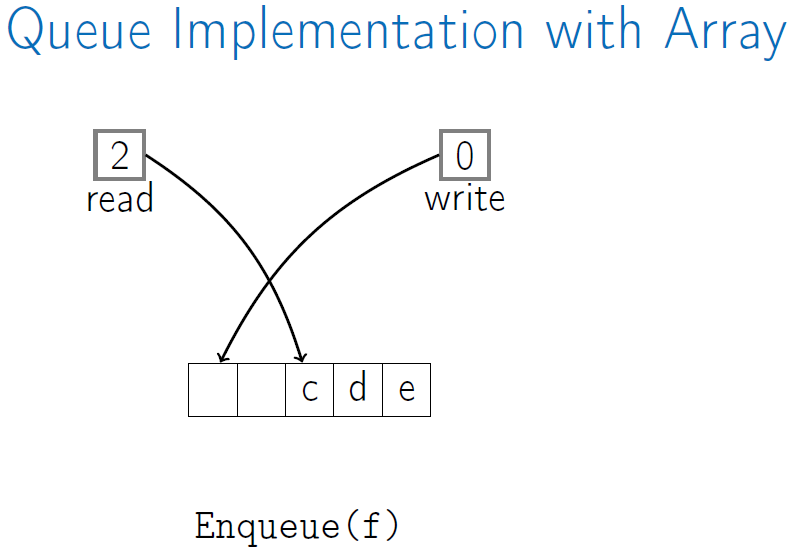 Queue Implementation with Array
2 0
read write
c d e
Enqueue(f)